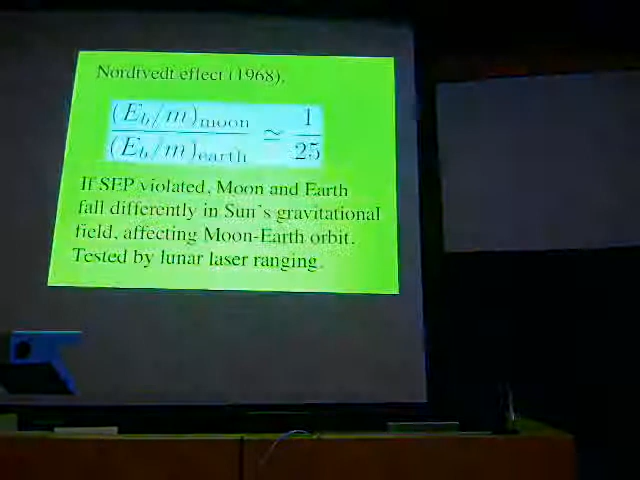 Nordtvedt effect (1968).
(E_b/m)_moon / (E_b/m)_earth ≃ 1/25
If SEP violated, Moon and Earth
fall differently in Sun's gravitational
field, affecting Moon-Earth orbit.
Tested by lunar laser ranging.